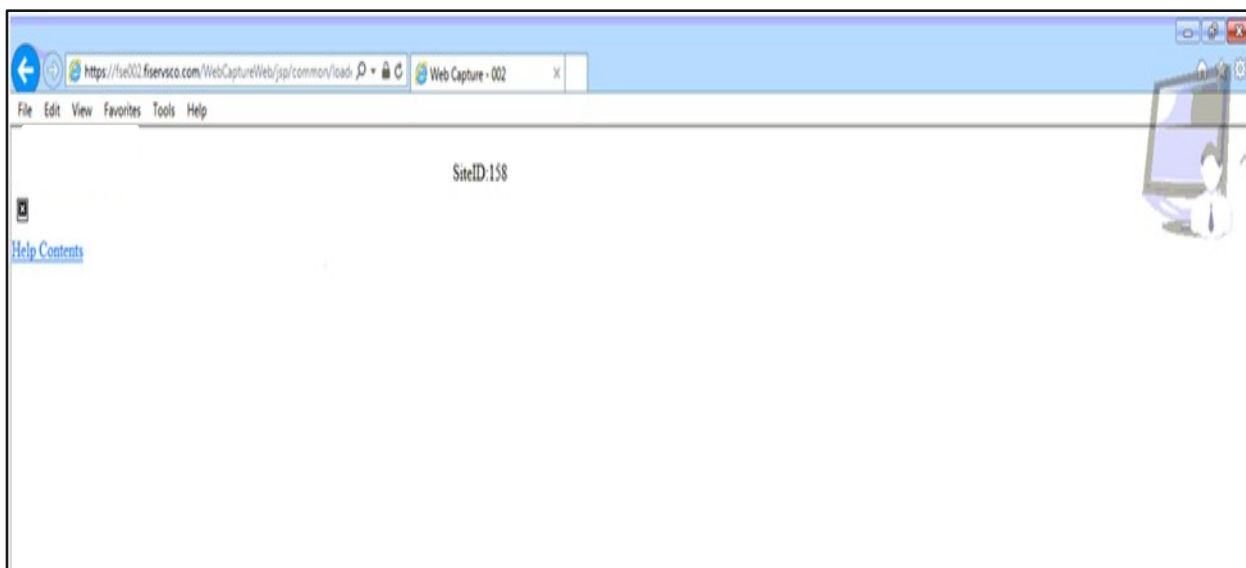 https://fse002.fiservsco.com/WebCaptureWeb/jsp/common/load
Web Capture - 002
File Edit View Favorites Tools Help
SiteID:158
Help Contents